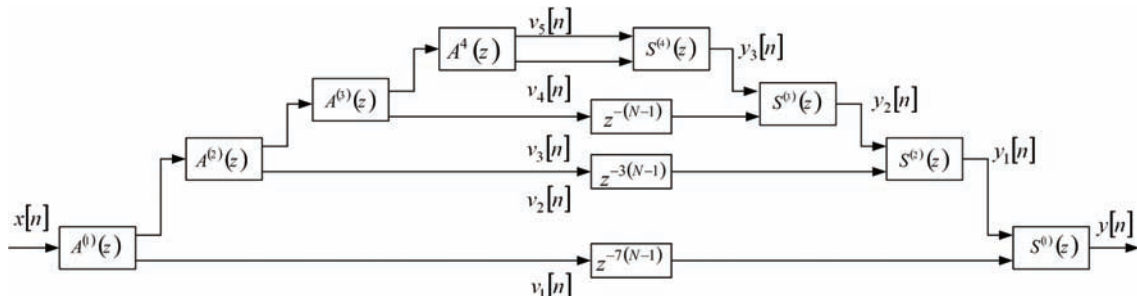 v₅[n]
A⁴(z)
S⁽⁴⁾(z)
y₃[n]
A⁽³⁾(z)
v₄[n]
z⁻⁽ᴺ⁻¹⁾
S⁽³⁾(z)
y₂[n]
A⁽²⁾(z)
v₃[n]
z⁻³⁽ᴺ⁻¹⁾
S⁽²⁾(z)
y₁[n]
v₂[n]
x[n]
A⁽¹⁾(z)
z⁻⁷⁽ᴺ⁻¹⁾
S⁽¹⁾(z)
y[n]
v₁[n]